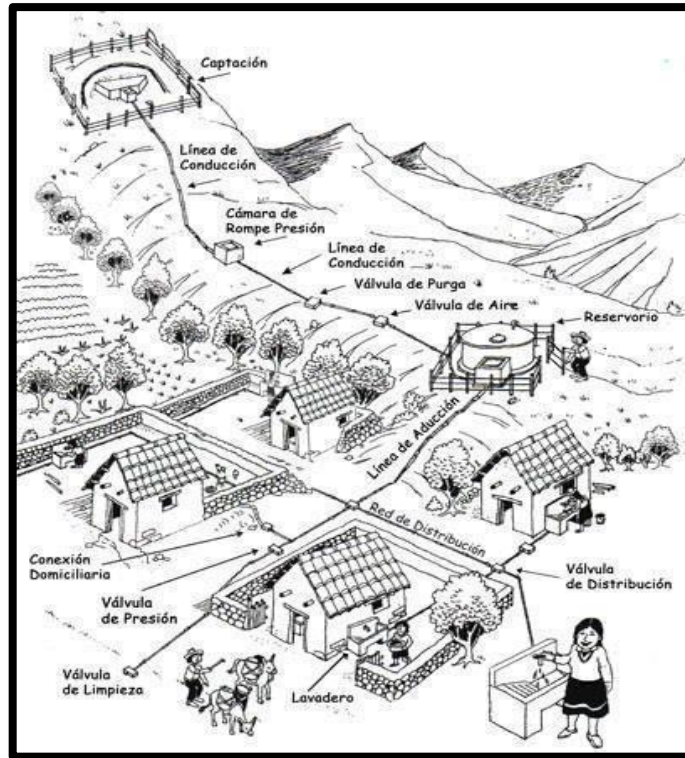 Captación
Línea de
Conducción
Cámara de
Rompe Presión
Línea de
Conducción
Válvula de Purga
Válvula de Aire
Reservorio
Línea de Aducción
Red de Distribución
Conexión
Domiciliaria
Válvula
de Distribución
Válvula
de Presión
Válvula
de Limpieza
Lavadero